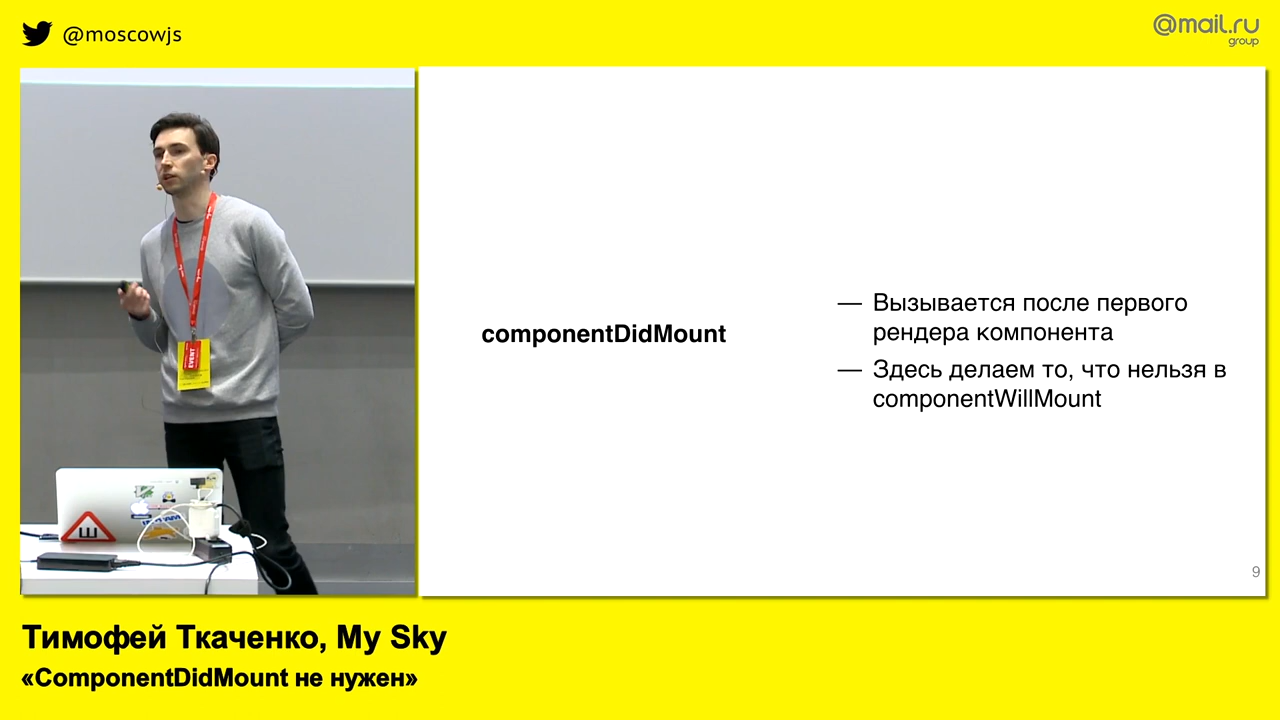 @moscowjs
@mail.ru
group
componentDidMount
— Вызывается после первого
рендера компонента
— Здесь делаем то, что нельзя в
componentWillMount
9
EVENT
Ш
Тимофей Ткаченко, My Sky
«ComponentDidMount не нужен»